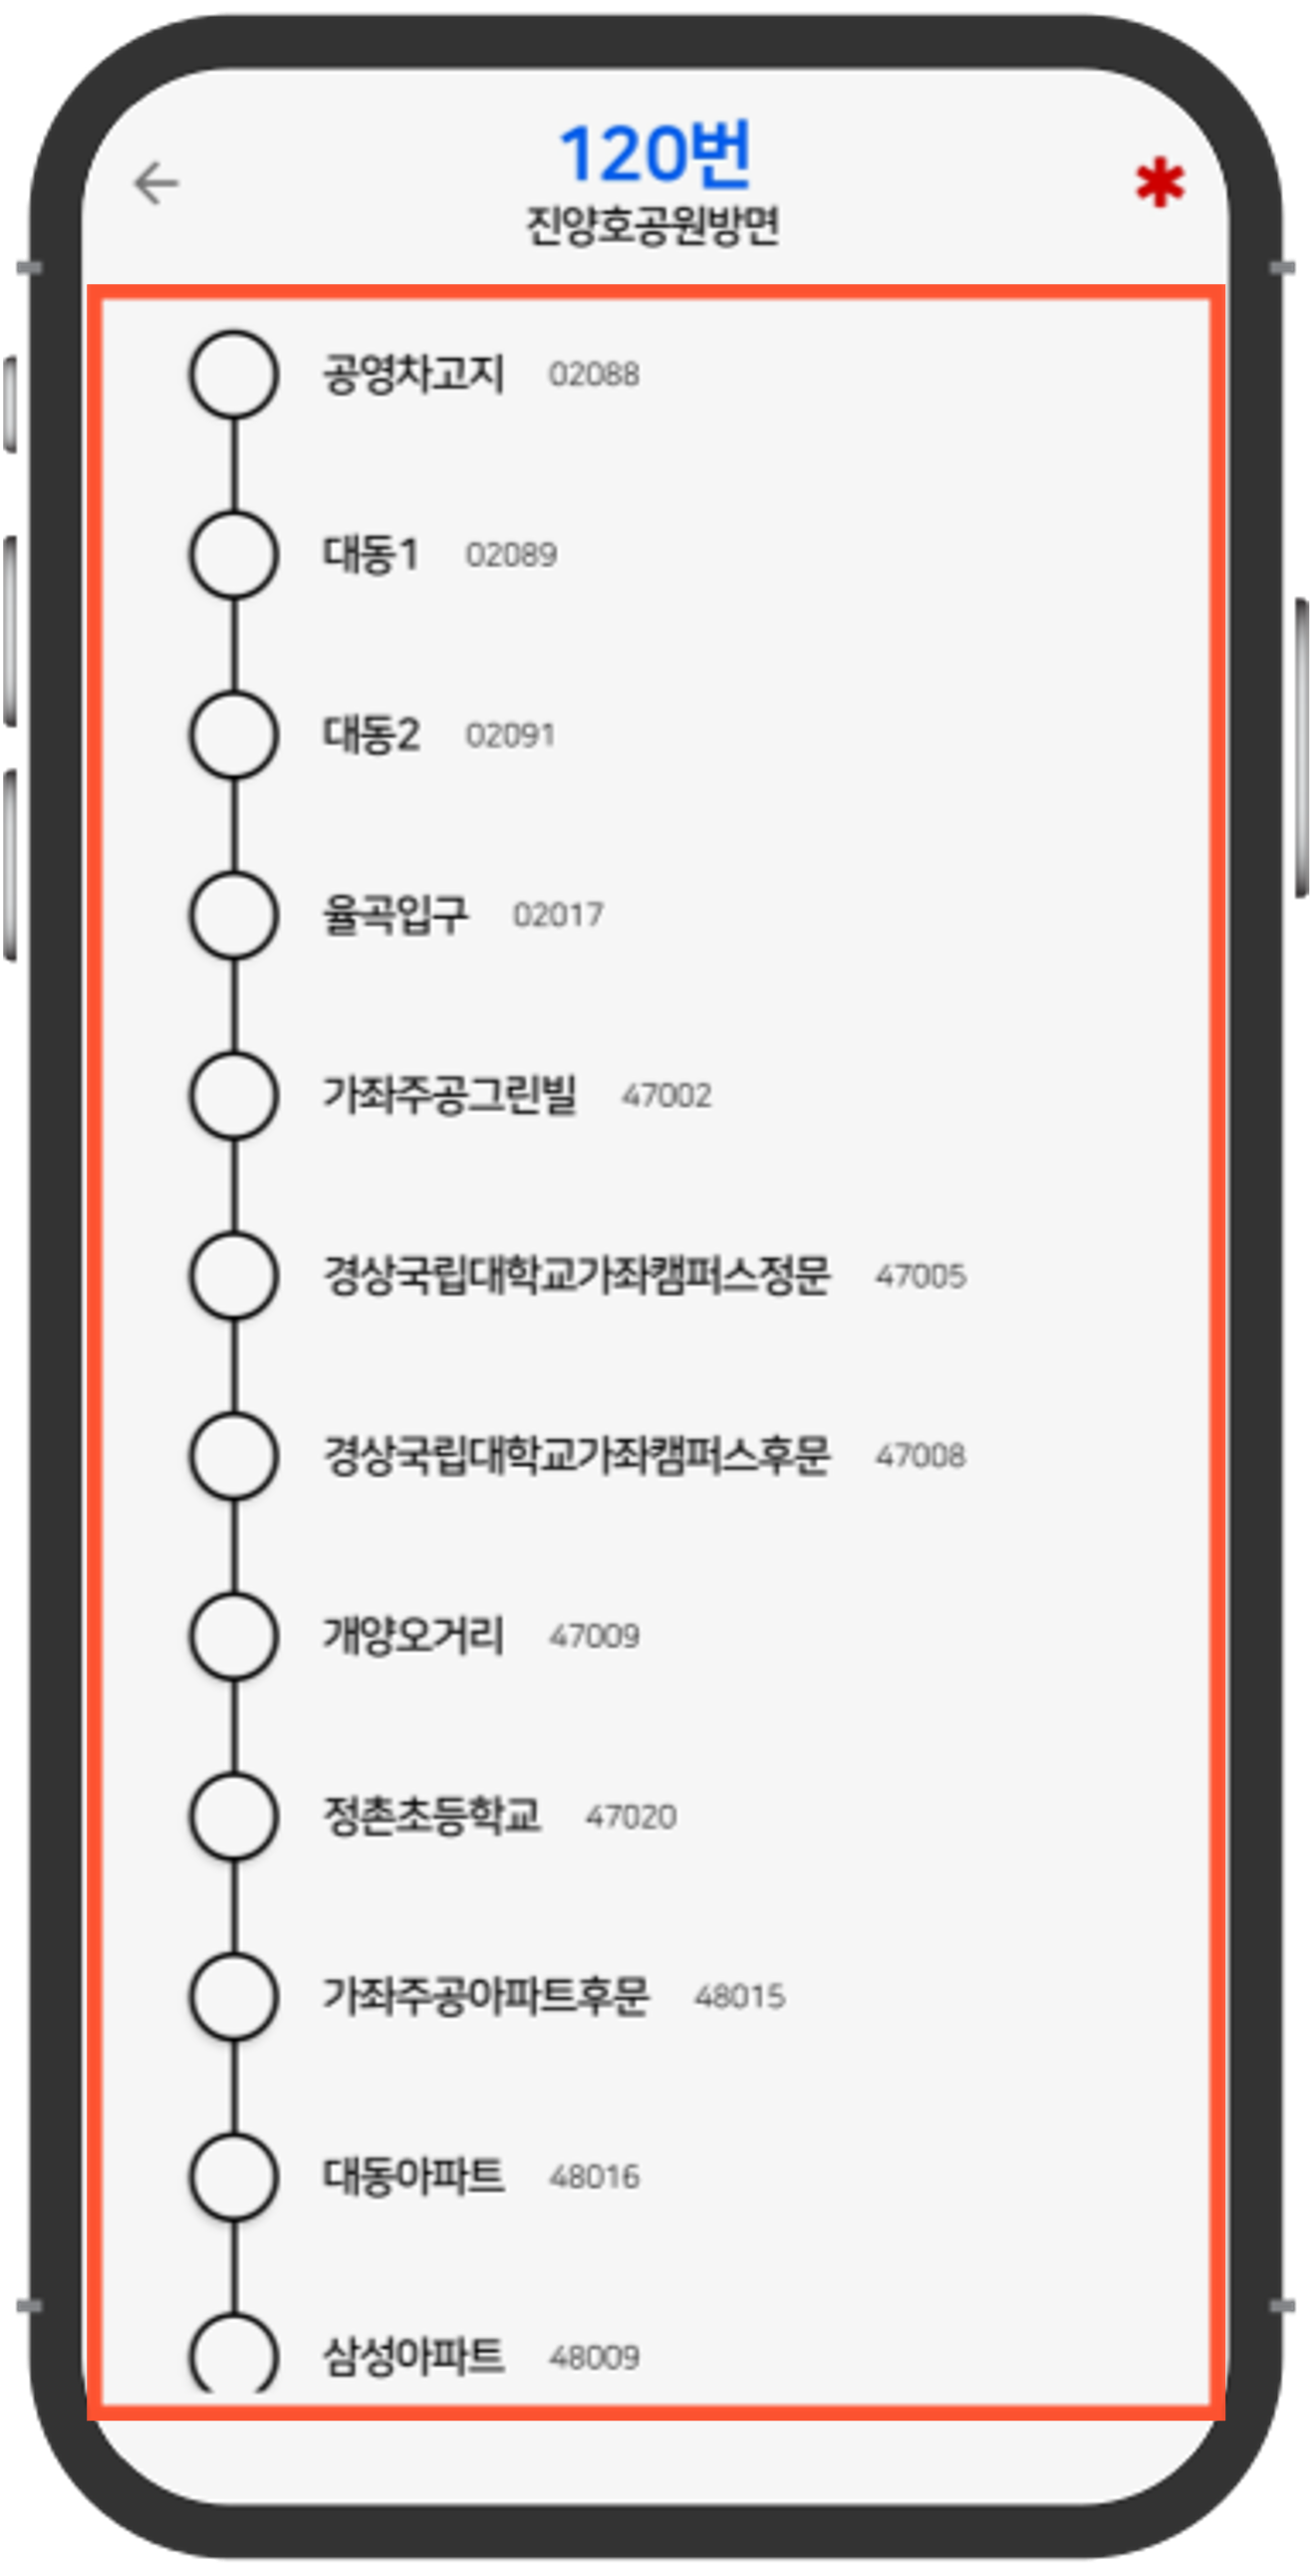 120번
진양호공원방면
공영차고지 02088
대동1 02089
대동2 02091
율곡입구 02017
가좌주공그린빌 47002
경상국립대학교가좌캠퍼스정문 47005
경상국립대학교가좌캠퍼스후문 47008
개양오거리 47009
정촌초등학교 47020
가좌주공아파트후문 48015
대동아파트 48016
삼성아파트 48009